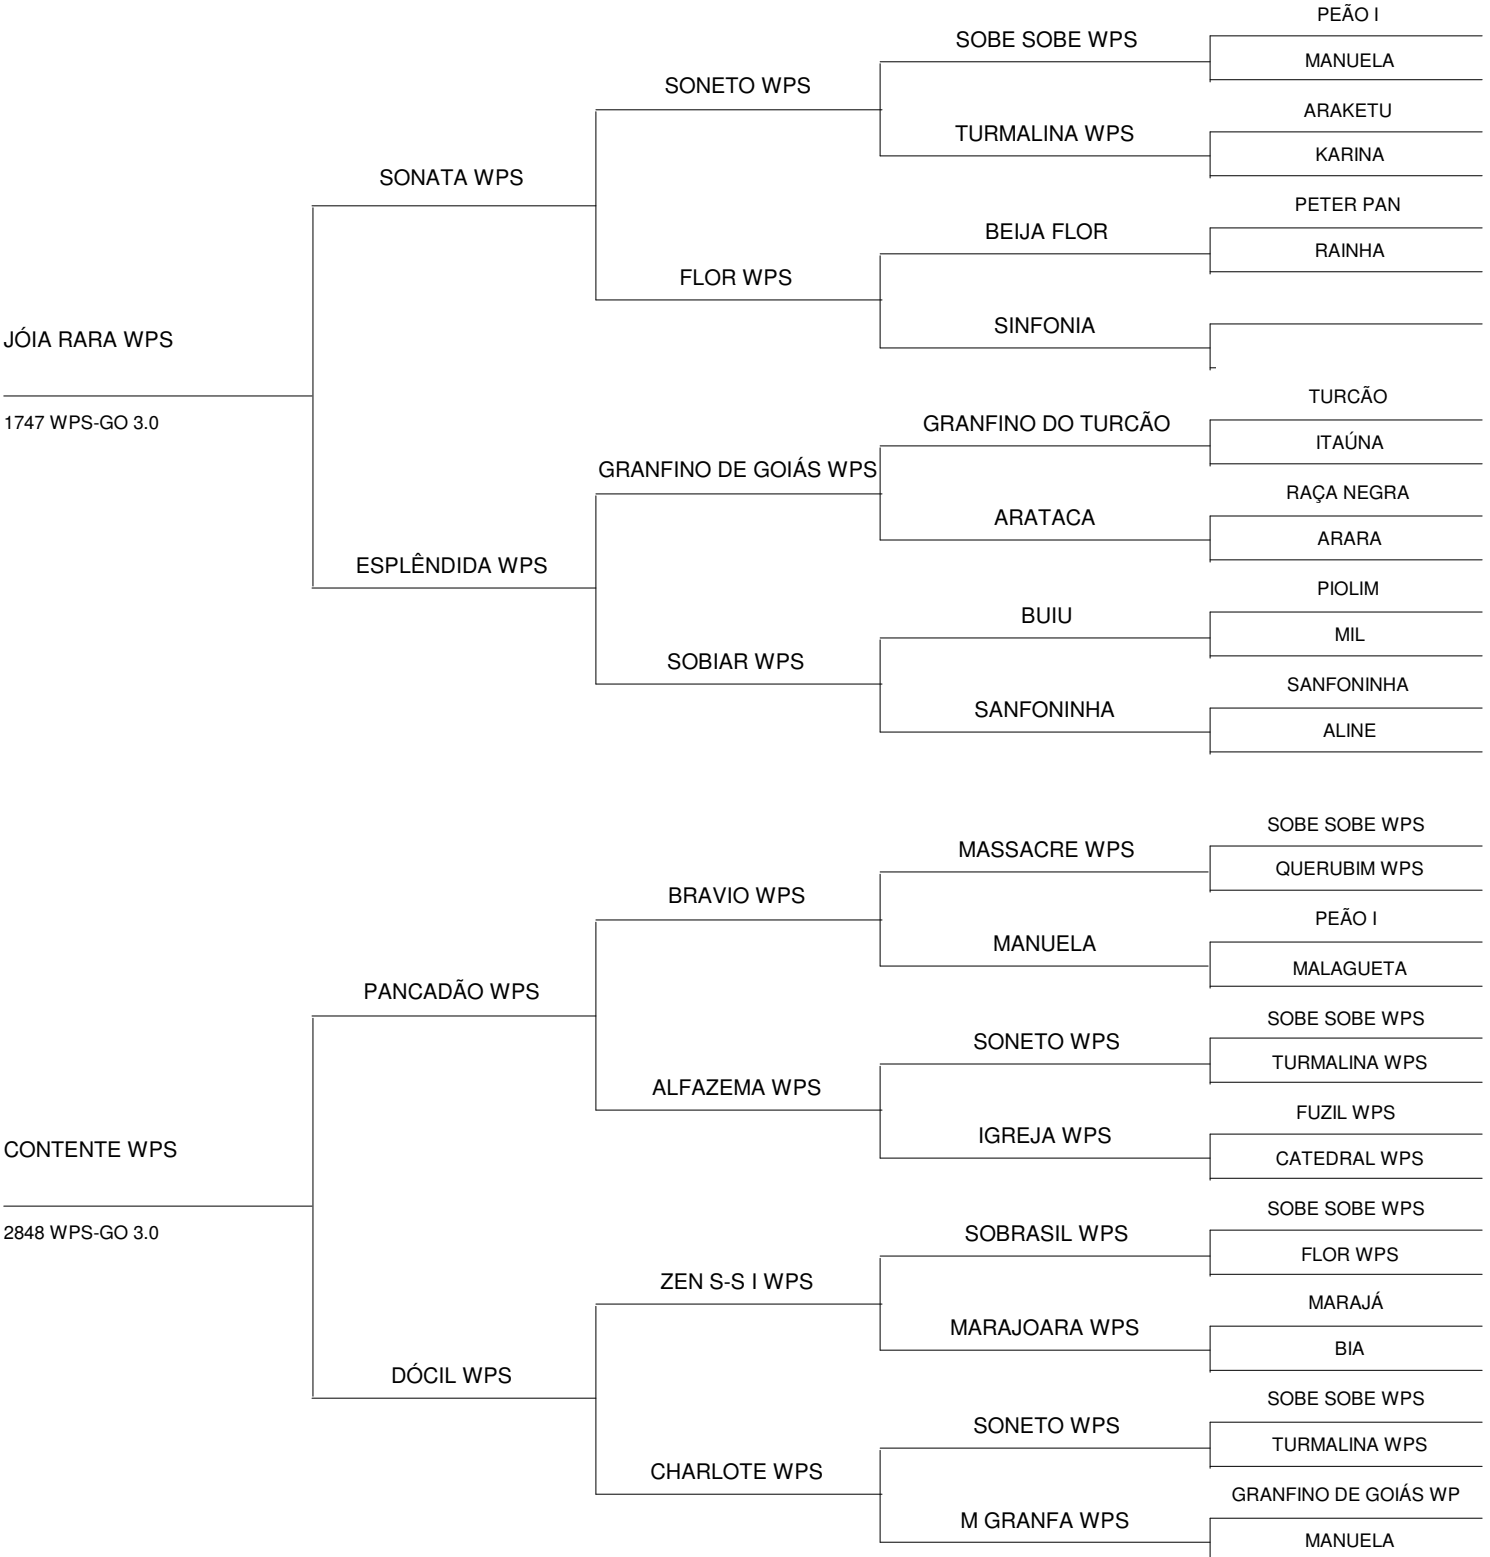 PEÃO I
SOBE SOBE WPS
MANUELA
SONETO WPS
ARAKETU
TURMALINA WPS
KARINA
SONATA WPS
PETER PAN
BEIJA FLOR
RAINHA
FLOR WPS
SINFONIA
JÓIA RARA WPS
TURCÃO
1747 WPS-GO 3.0
GRANFINO DO TURCÃO
ITAÚNA
GRANFINO DE GOIÁS WPS
RAÇA NEGRA
ARATACA
ARARA
ESPLÊNDIDA WPS
PIOLIM
BUIU
MIL
SOBIAR WPS
SANFONINHA
SANFONINHA
ALINE
SOBE SOBE WPS
MASSACRE WPS
QUERUBIM WPS
BRAVIO WPS
PEÃO I
MANUELA
MALAGUETA
PANCADÃO WPS
SOBE SOBE WPS
SONETO WPS
TURMALINA WPS
ALFAZEMA WPS
FUZIL WPS
IGREJA WPS
CONTENTE WPS
CATEDRAL WPS
SOBE SOBE WPS
2848 WPS-GO 3.0
SOBRASIL WPS
FLOR WPS
ZEN S-S I WPS
MARAJÁ
MARAJOARA WPS
BIA
DÓCIL WPS
SOBE SOBE WPS
SONETO WPS
TURMALINA WPS
CHARLOTE WPS
GRANFINO DE GOIÁS WP
M GRANFA WPS
MANUELA